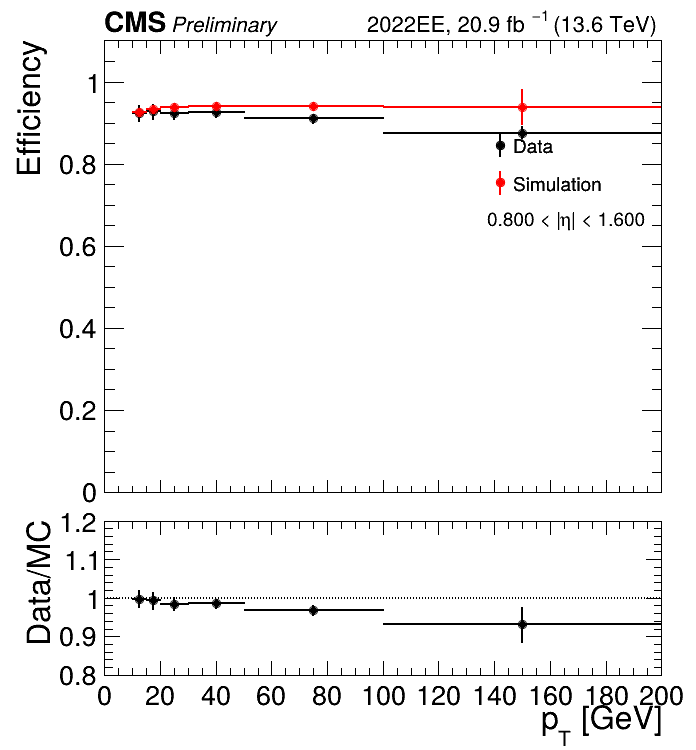 CMS Preliminary 2022EE, 20.9 fb ⁻¹ (13.6 TeV)
Efficiency
1
0.8
0.6
0.4
0.2
0
Data
Simulation
0.800 < |η| < 1.600
Data/MC
1.2
1.1
1
0.9
0.8
0 20 40 60 80 100 120 140 160 180 200
p_T [GeV]